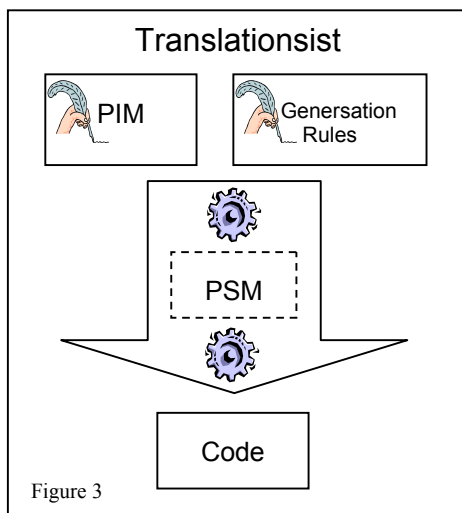 Translationsist
PIM
Genersation
Rules
PSM
Code
Figure 3